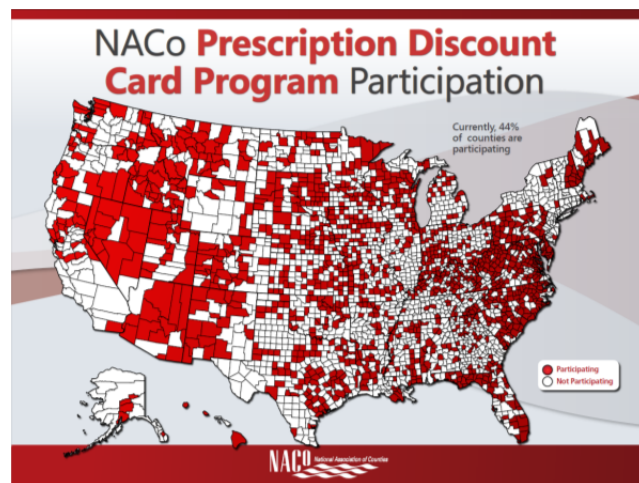 NACo Prescription Discount
Card Program Participation
Currently, 44%
of counties are
participating
Participating
Not Participating
NACO National Association of Counties